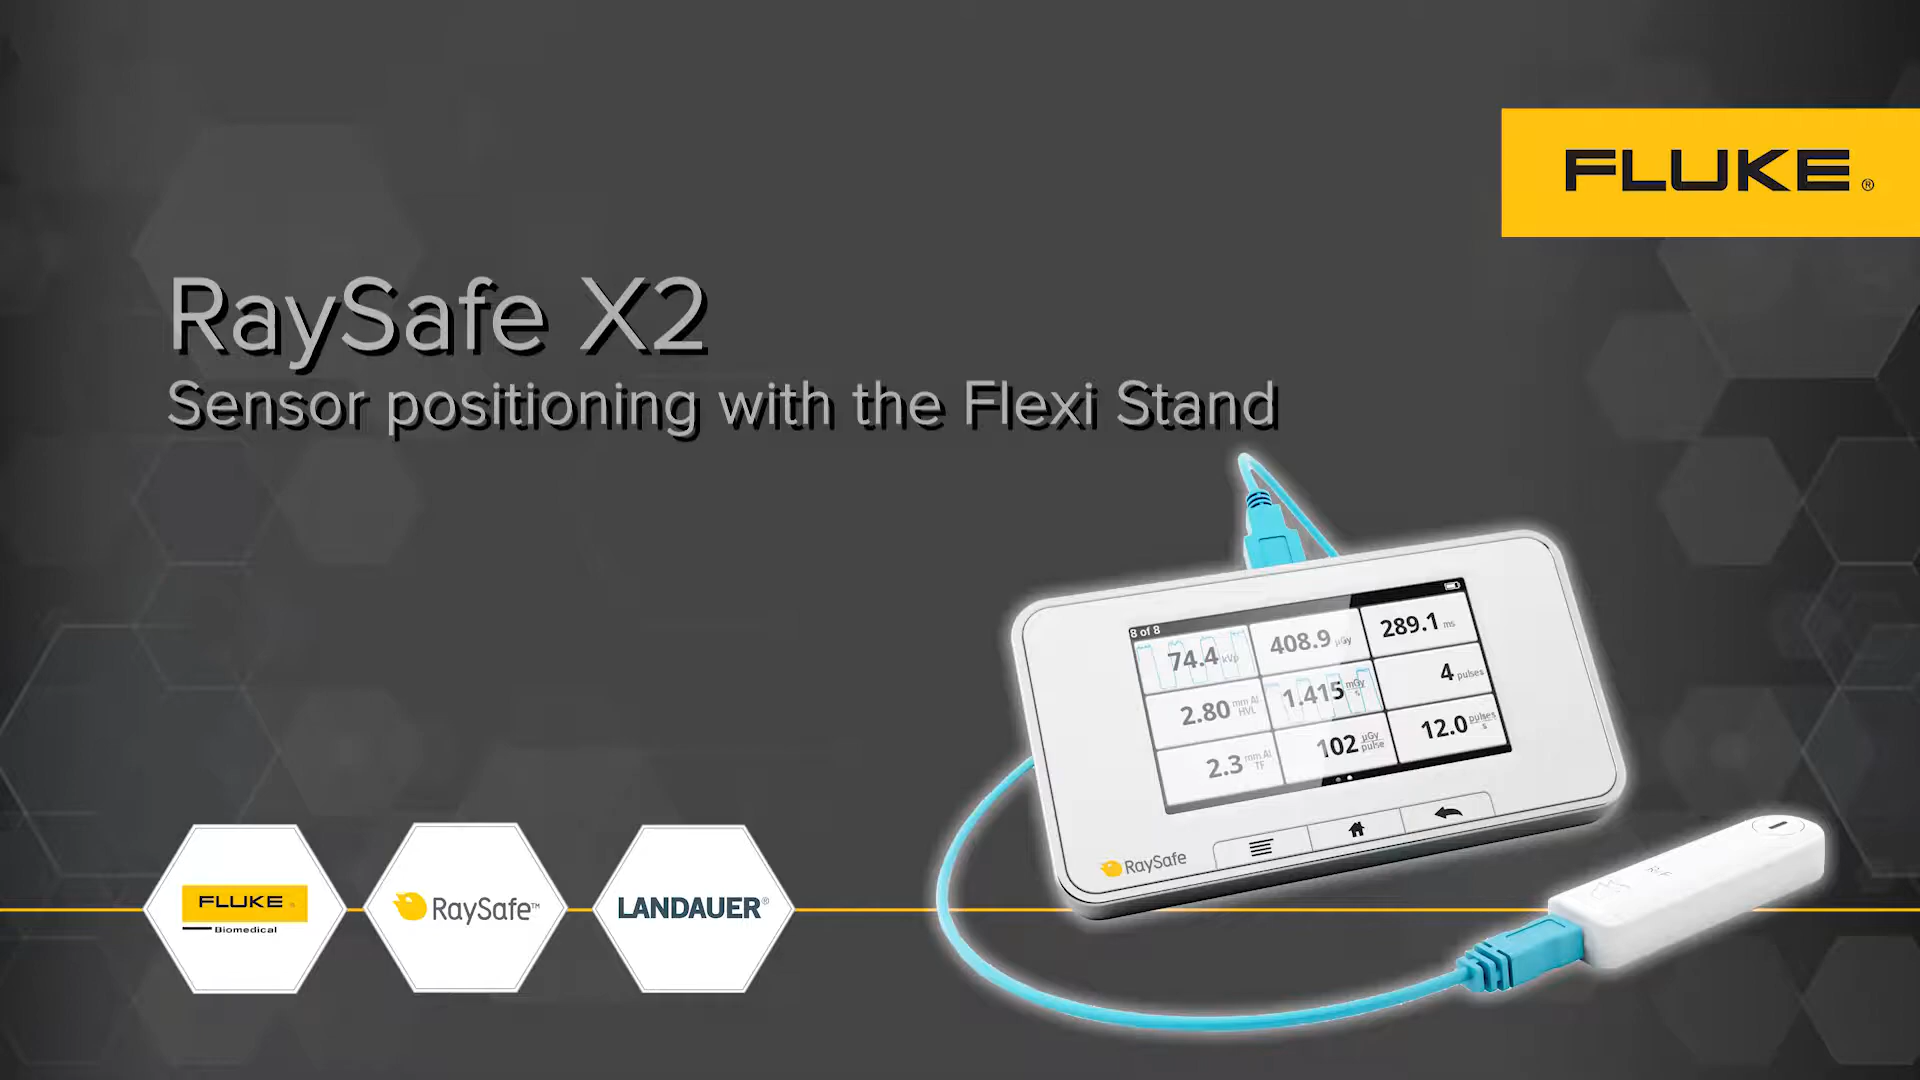 FLUKE®
RaySafe X2
Sensor positioning with the Flexi Stand
8 of 8
74.4 kVp
408.9 µGy
289.1 ms
2.80 mm Al HVL
1.415 mGy s
4 pulses
2.3 mm Al TF
102 µGy pulse
12.0 pulses s
RaySafe
R/F
FLUKE®
Biomedical
RaySafe™
LANDAUER®